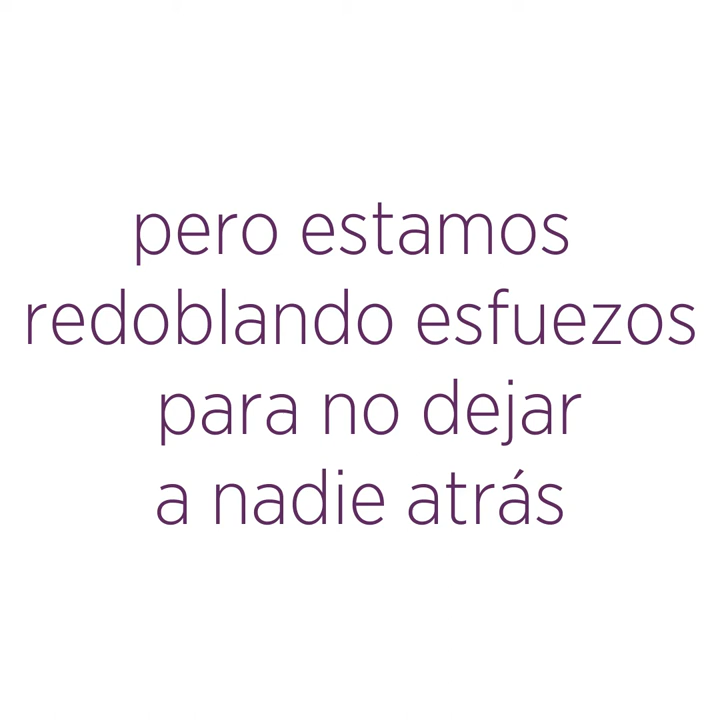 pero estamos
redoblando esfuezos
para no dejar
a nadie atrás